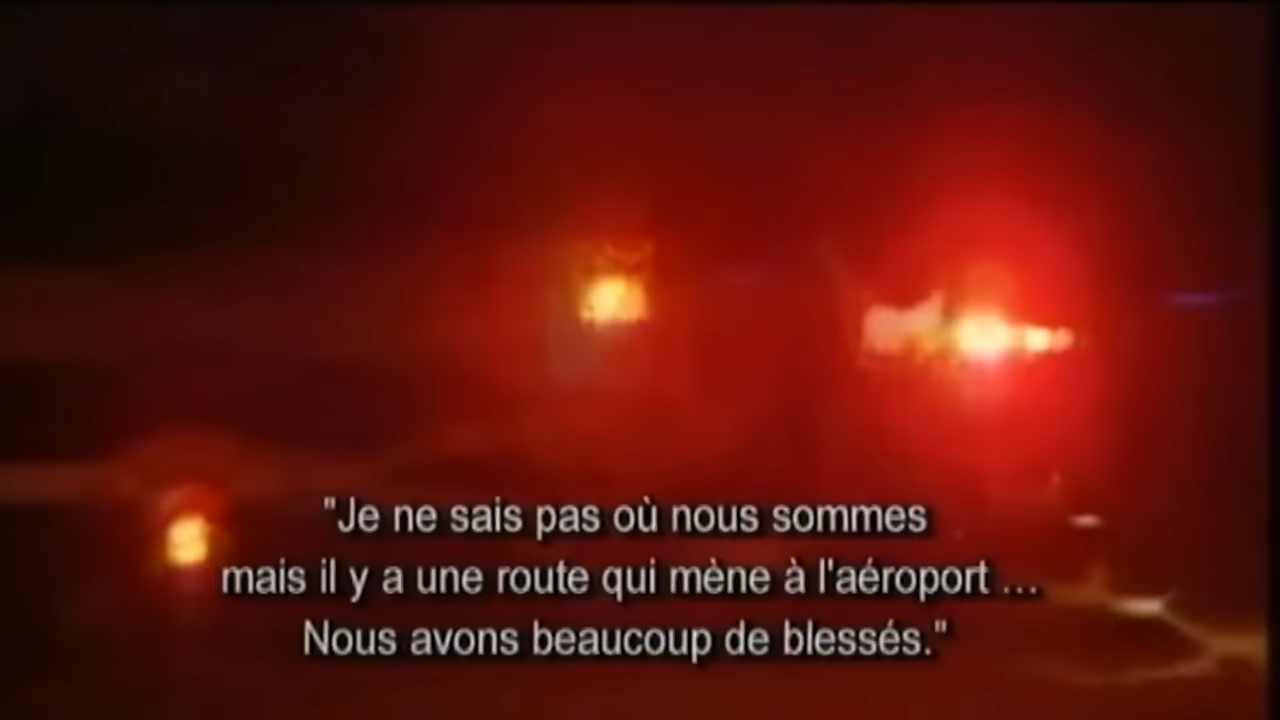 "Je ne sais pas où nous sommes
mais il y a une route qui mène à l'aéroport ...
Nous avons beaucoup de blessés."